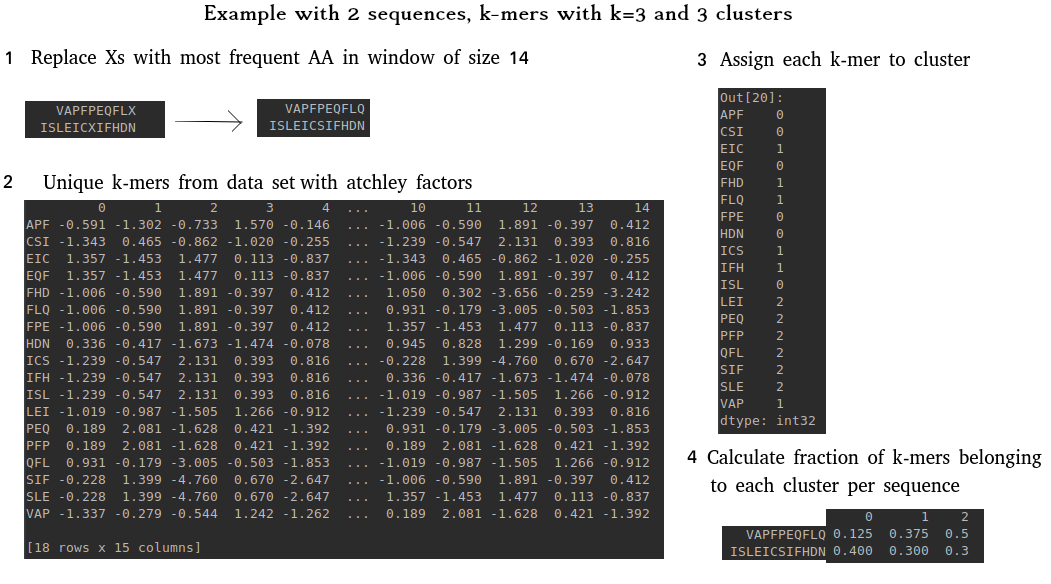 Example with 2 sequences, k-mers with k=3 and 3 clusters
1 Replace Xs with most frequent AA in window of size 14
VAPFPEQFLX
ISLEICXIFHDN
VAPFPEQFLQ
ISLEICSIFHDN
2 Unique k-mers from data set with atchley factors
0 1 2 3 4 ... 10 11 12 13 14
APF -0.591 -1.302 -0.733 1.570 -0.146 ... -1.006 -0.590 1.891 -0.397 0.412
CSI -1.343 0.465 -0.862 -1.020 -0.255 ... -1.239 -0.547 2.131 0.393 0.816
EIC 1.357 -1.453 1.477 0.113 -0.837 ... -1.343 0.465 -0.862 -1.020 -0.255
EQF 1.357 -1.453 1.477 0.113 -0.837 ... -1.006 -0.590 1.891 -0.397 0.412
FHD -1.006 -0.590 1.891 -0.397 0.412 ... 1.050 0.302 -3.656 -0.259 -3.242
FLQ -1.006 -0.590 1.891 -0.397 0.412 ... 0.931 -0.179 -3.005 -0.503 -1.853
FPE -1.006 -0.590 1.891 -0.397 0.412 ... 1.357 -1.453 1.477 0.113 -0.837
HDN 0.336 -0.417 -1.673 -1.474 -0.078 ... 0.945 0.828 1.299 -0.169 0.933
ICS -1.239 -0.547 2.131 0.393 0.816 ... -0.228 1.399 -4.760 0.670 -2.647
IFH -1.239 -0.547 2.131 0.393 0.816 ... 0.336 -0.417 -1.673 -1.474 -0.078
ISL -1.239 -0.547 2.131 0.393 0.816 ... -1.019 -0.987 -1.505 1.266 -0.912
LEI -1.019 -0.987 -1.505 1.266 -0.912 ... -1.239 -0.547 2.131 0.393 0.816
PEQ 0.189 2.081 -1.628 0.421 -1.392 ... 0.931 -0.179 -3.005 -0.503 -1.853
PFP 0.189 2.081 -1.628 0.421 -1.392 ... 0.189 2.081 -1.628 0.421 -1.392
QFL 0.931 -0.179 -3.005 -0.503 -1.853 ... -1.019 -0.987 -1.505 1.266 -0.912
SIF -0.228 1.399 -4.760 0.670 -2.647 ... -1.006 -0.590 1.891 -0.397 0.412
SLE -0.228 1.399 -4.760 0.670 -2.647 ... 1.357 -1.453 1.477 0.113 -0.837
VAP -1.337 -0.279 -0.544 1.242 -1.262 ... 0.189 2.081 -1.628 0.421 -1.392
[18 rows x 15 columns]
3 Assign each k-mer to cluster
Out[20]:
APF 0
CSI 0
EIC 1
EQF 0
FHD 1
FLQ 1
FPE 0
HDN 0
ICS 1
IFH 1
ISL 0
LEI 2
PEQ 2
PFP 2
QFL 2
SIF 2
SLE 2
VAP 1
dtype: int32
4 Calculate fraction of k-mers belonging
to each cluster per sequence
0 1 2
VAPFPEQFLQ 0.125 0.375 0.5
ISLEICSIFHDN 0.400 0.300 0.3